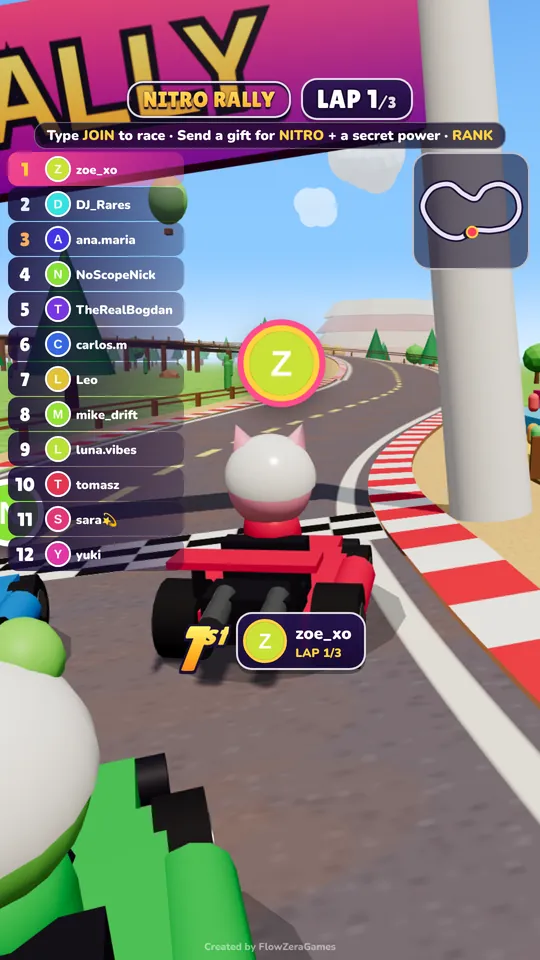 ALLY
NITRO RALLY
LAP 1/3
Type JOIN to race · Send a gift for NITRO + a secret power · RANK
1 Z zoe_xo
2 D DJ_Rares
3 A ana.maria
4 N NoScopeNick
5 T TheRealBogdan
6 C carlos.m
7 L Leo
8 M mike_drift
9 L luna.vibes
10 T tomasz
11 S sara💫
12 Y yuki
Z
1st
Z zoe_xo
LAP 1/3
Created by FlowZeraGames